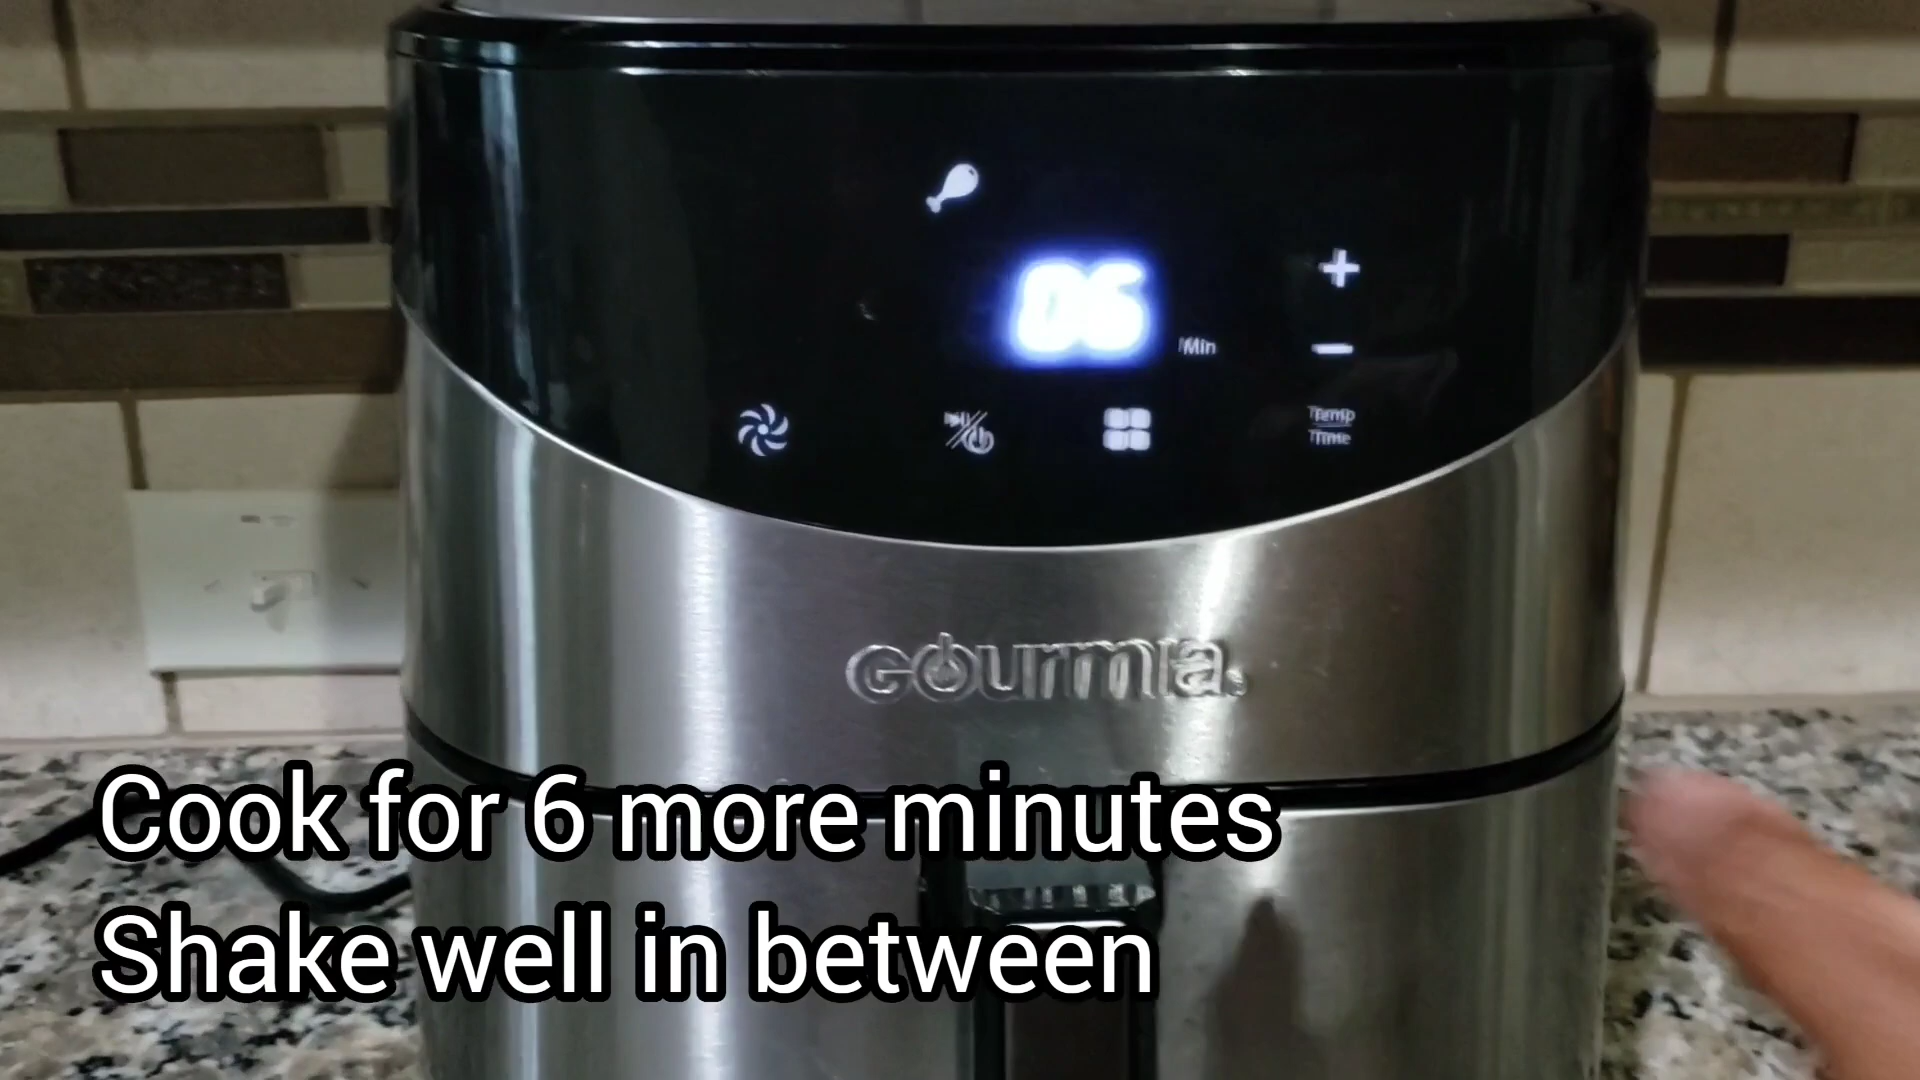 06
Min
Temp
Time
Gourmia.
Cook for 6 more minutes
Shake well in between